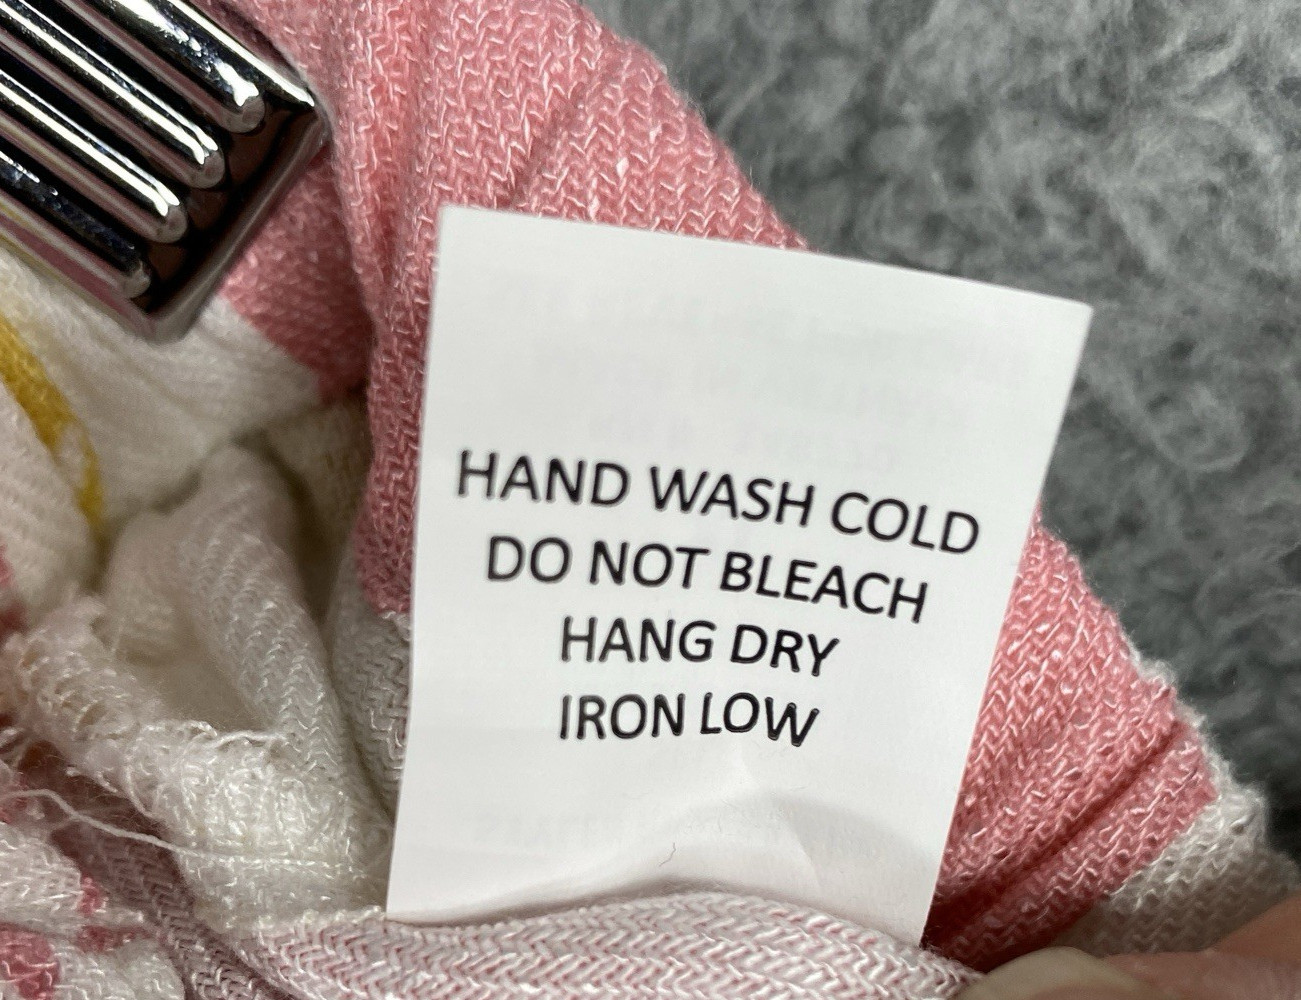 HAND WASH COLD
DO NOT BLEACH
HANG DRY
IRON LOW